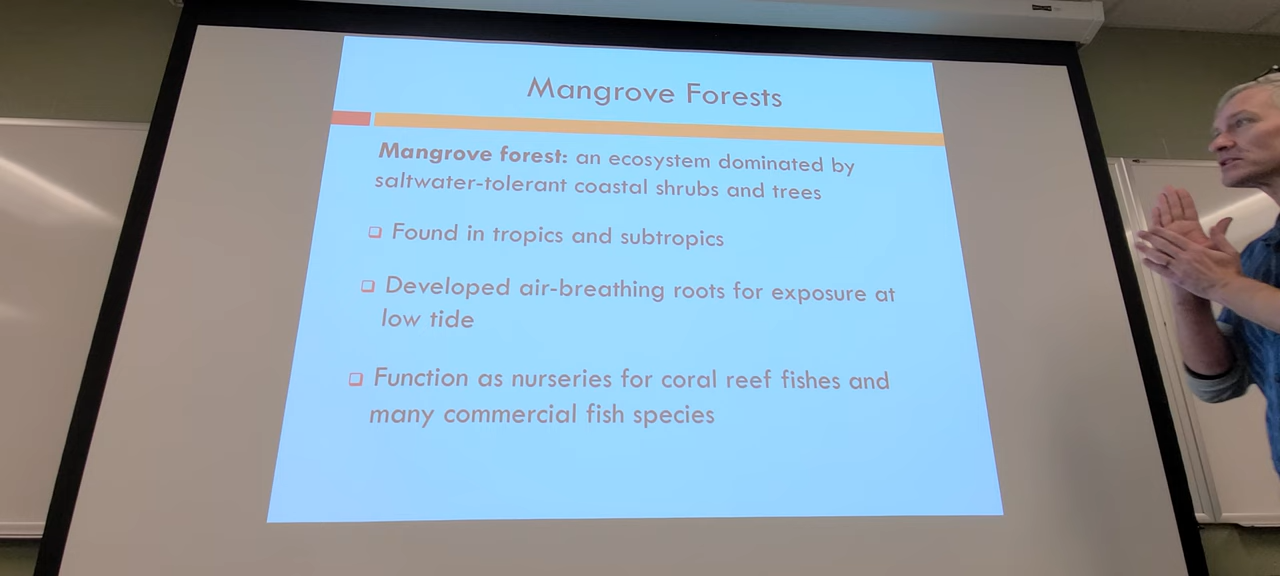 Mangrove Forests
Mangrove forest: an ecosystem dominated by
saltwater-tolerant coastal shrubs and trees
Found in tropics and subtropics
Developed air-breathing roots for exposure at
low tide
Function as nurseries for coral reef fishes and
many commercial fish species